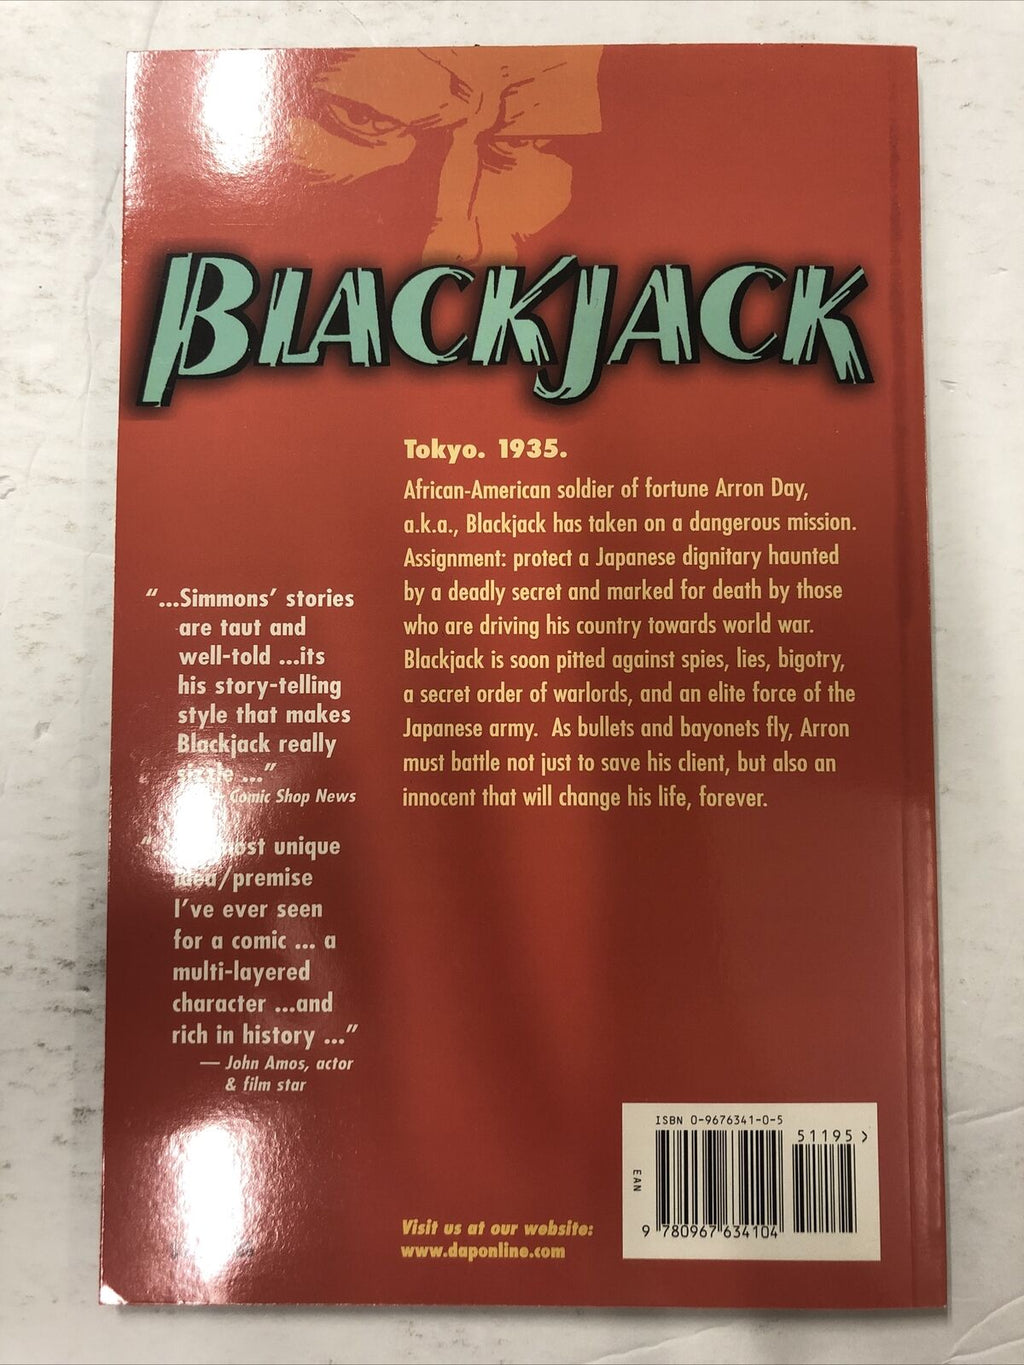 BLACKJACK
Tokyo. 1935.
African-American soldier of fortune Arron Day,
a.k.a., Blackjack has taken on a dangerous mission.
Assignment: protect a Japanese dignitary haunted
by a deadly secret and marked for death by those
who are driving his country towards world war.
Blackjack is soon pitted against spies, lies, bigotry,
a secret order of warlords, and an elite force of the
Japanese army. As bullets and bayonets fly, Arron
must battle not just to save his client, but also an
innocent that will change his life, forever.
“...Simmons’ stories
are taut and
well-told ...its
his story-telling
style that makes
Blackjack really
...”
Comic Shop News
“ most unique
idea/premise
I’ve ever seen
for a comic ... a
multi-layered
character ...and
rich in history ...”
— John Amos, actor
& film star
Visit us at our website:
www.daponline.com
ISBN 0-9676341-0-5
51195 >
EAN
9 780967 634104